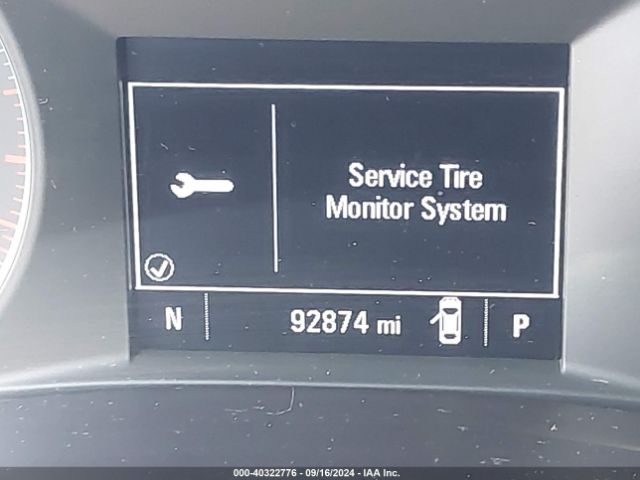 Service Tire
Monitor System
N 92874 mi P
000-40322776 - 09/16/2024 - IAA Inc.